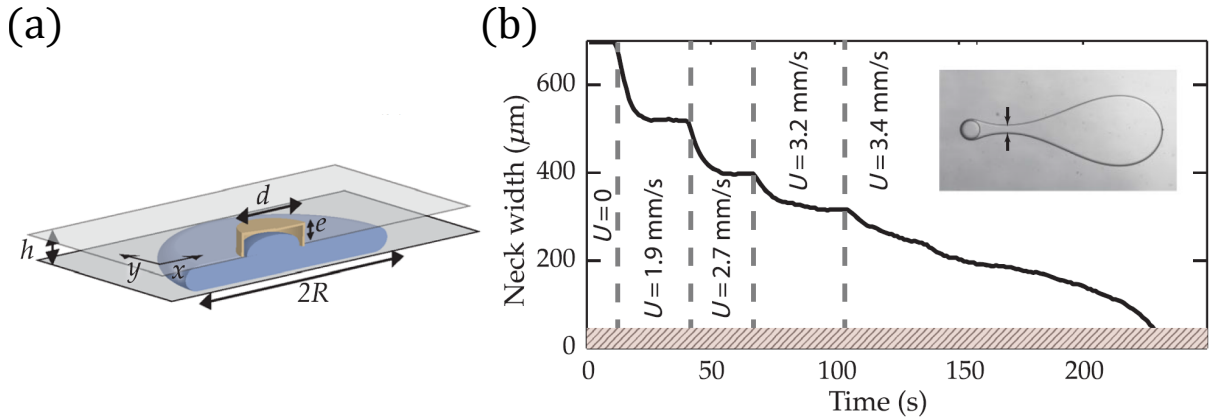 (a)
d
e
h
y
x
2R
(b)
Neck width (μm)
600
400
200
0
U = 0
U = 1.9 mm/s
U = 2.7 mm/s
U = 3.2 mm/s
U = 3.4 mm/s
0 50 100 150 200
Time (s)